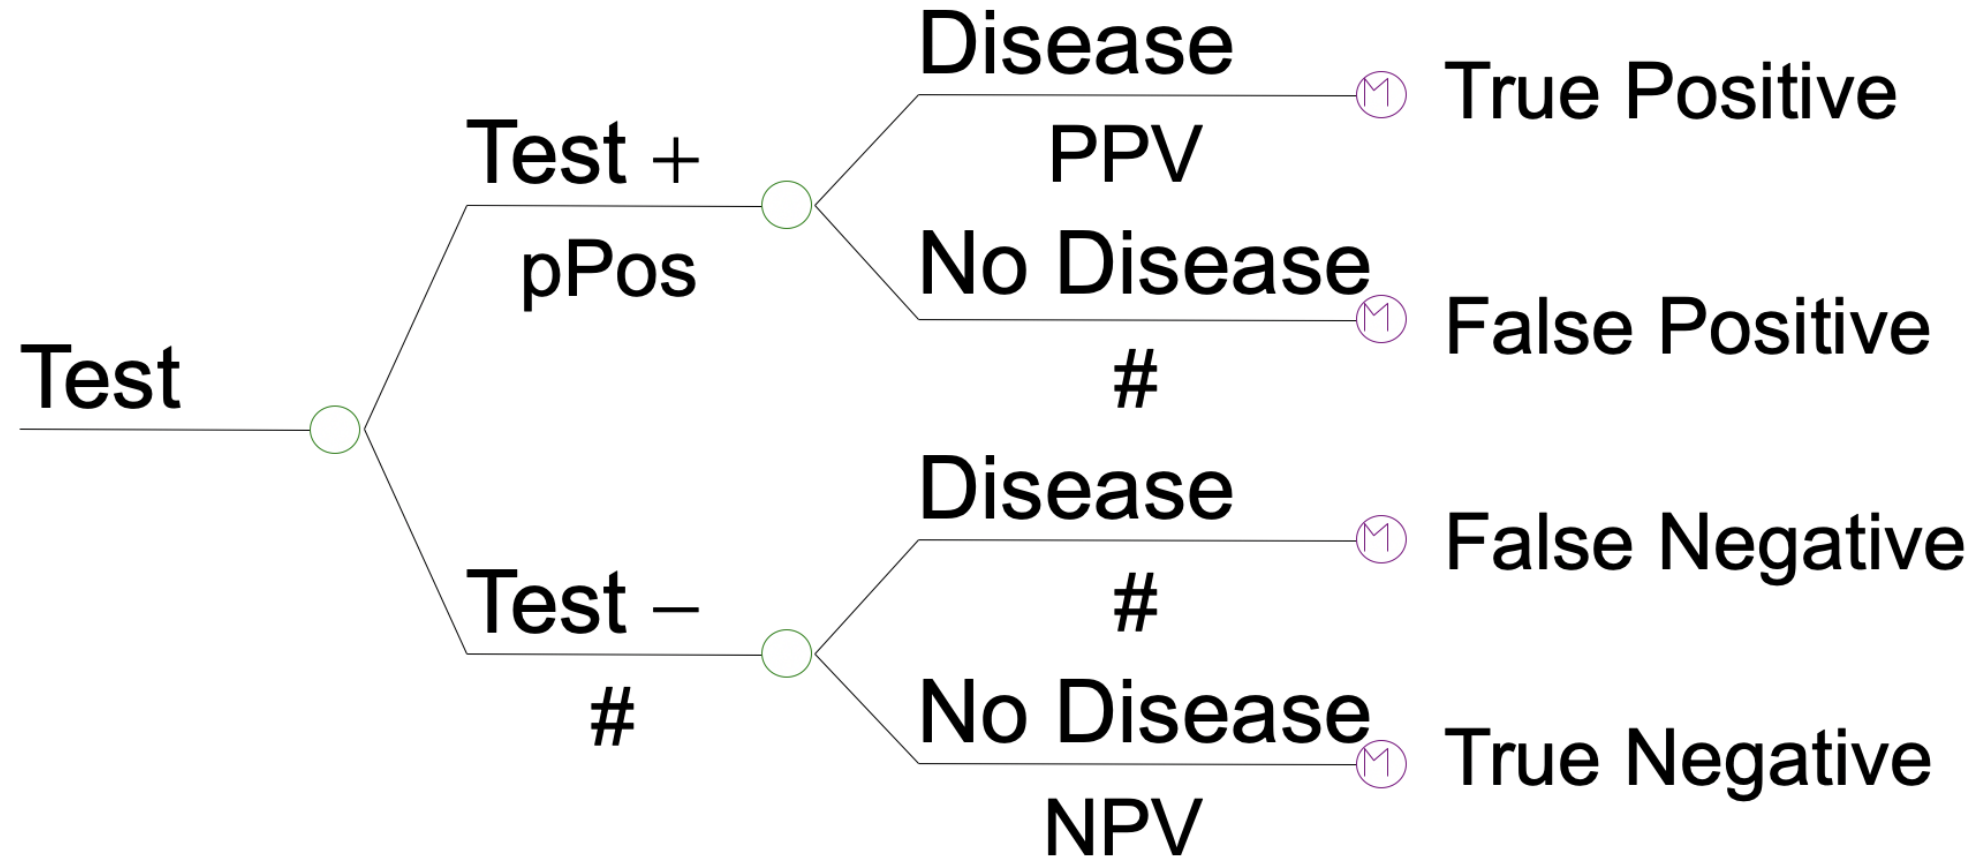 Disease
M True Positive
Test +
PPV
pPos
No Disease
M False Positive
#
Test
Disease
M False Negative
#
Test –
#
No Disease
M True Negative
NPV